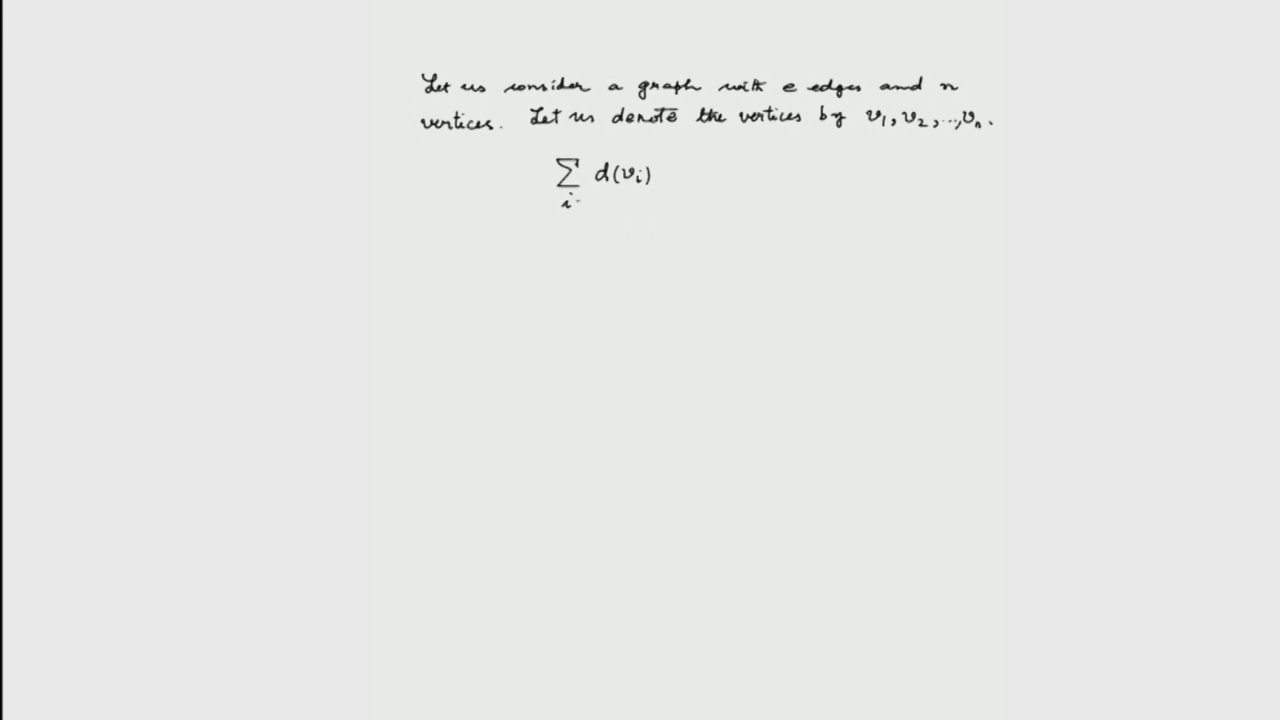 Let us consider a graph with e edges and n
vertices. Let us denote the vertices by v₁, v₂, ..., vₙ.
∑ d(vᵢ)
i